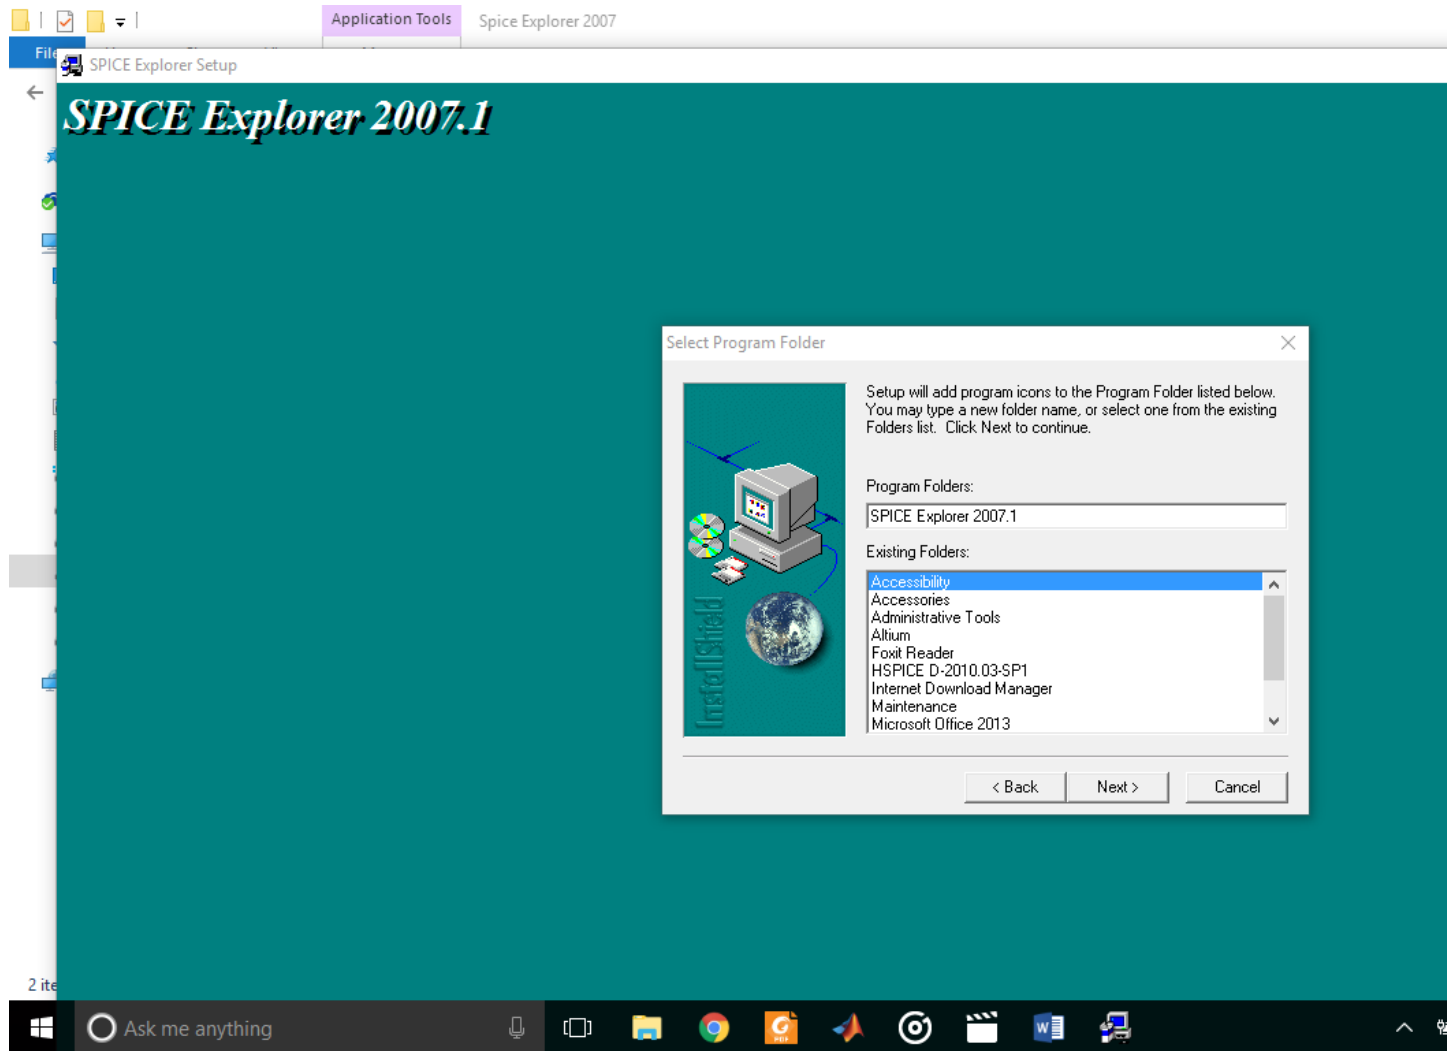 Application Tools
Spice Explorer 2007
File
SPICE Explorer Setup
SPICE Explorer 2007.1
Select Program Folder
Setup will add program icons to the Program Folder listed below.
You may type a new folder name, or select one from the existing
Folders list. Click Next to continue.
Program Folders:
SPICE Explorer 2007.1
Existing Folders:
Accessibility
Accessories
Administrative Tools
Altium
Foxit Reader
HSPICE D-2010.03-SP1
Internet Download Manager
Maintenance
Microsoft Office 2013
InstallShield
< Back
Next >
Cancel
2 ite
Ask me anything
G
PDF
W